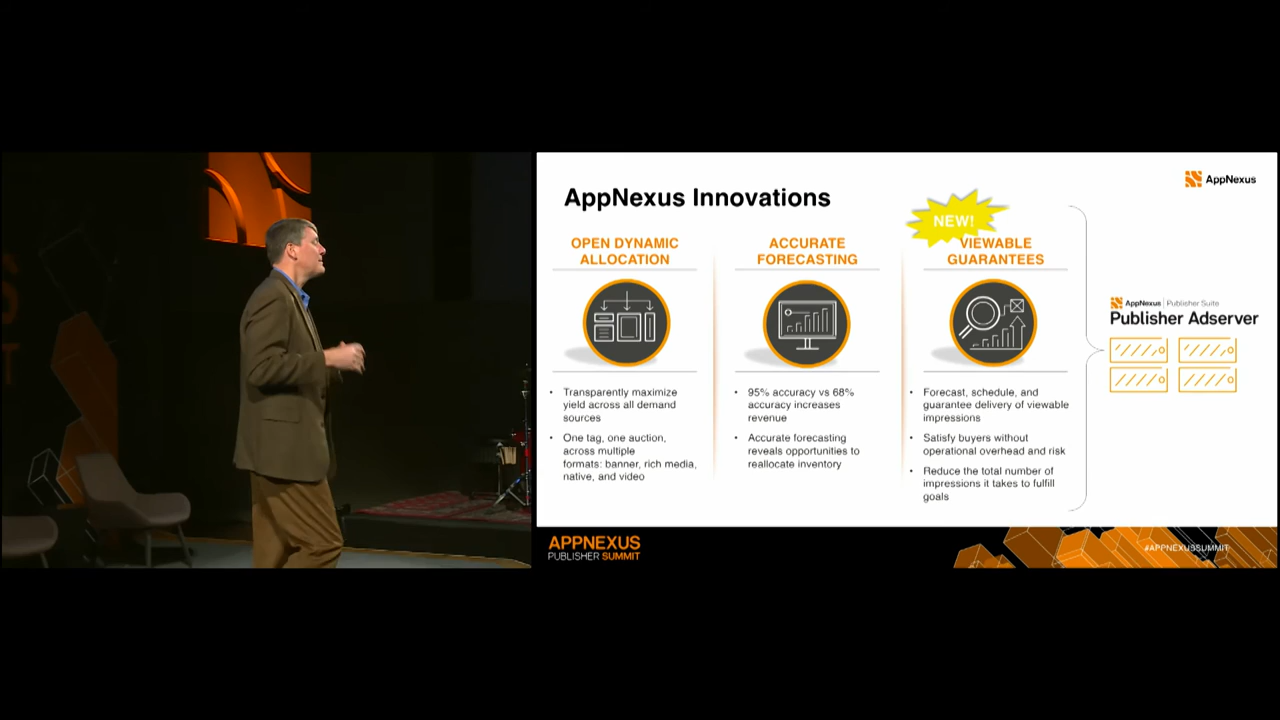 AppNexus
AppNexus Innovations
NEW!
OPEN DYNAMIC
ALLOCATION
• Transparently maximize
yield across all demand
sources
• One tag, one auction,
across multiple
formats: banner, rich media,
native, and video
ACCURATE
FORECASTING
• 95% accuracy vs 68%
accuracy increases
revenue
• Accurate forecasting
reveals opportunities to
reallocate inventory
VIEWABLE
GUARANTEES
• Forecast, schedule, and
guarantee delivery of viewable
impressions
• Satisfy buyers without
operational overhead and risk
• Reduce the total number of
impressions it takes to fulfill
goals
AppNexus | Publisher Suite
Publisher Adserver
APPNEXUS
PUBLISHER SUMMIT
#APPNEXUSSUMMIT